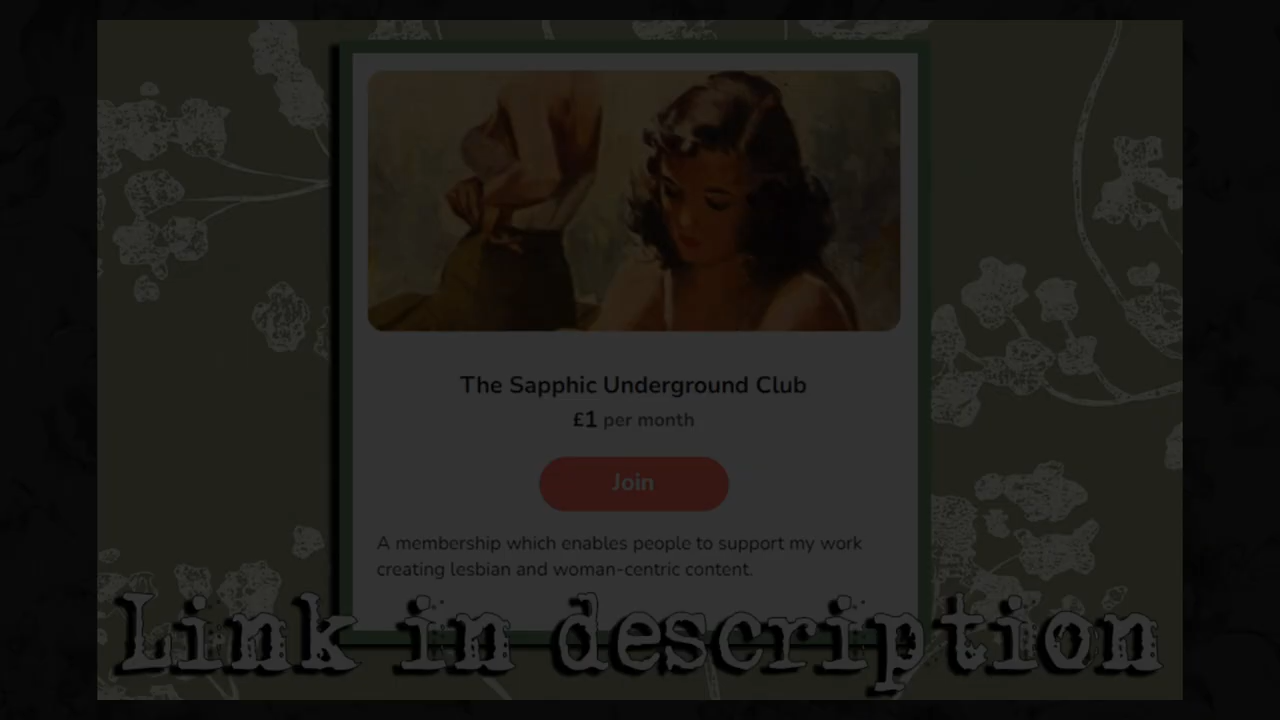 The Sapphic Underground Club
£1 per month
Join
A membership which enables people to support my work
creating lesbian and woman-centric content.
Link in description